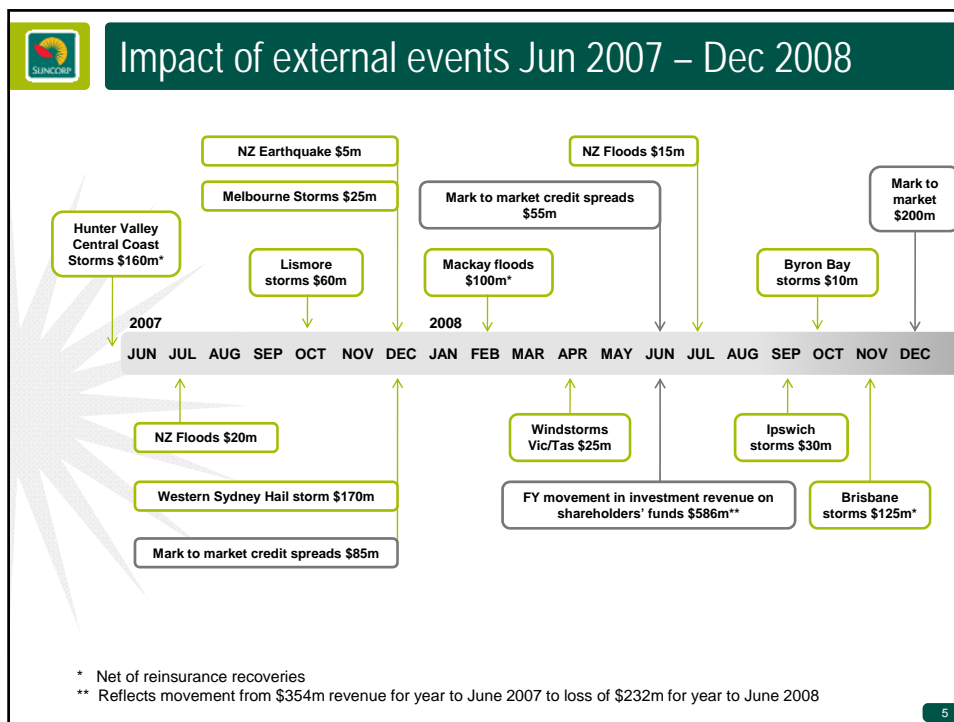 SUNCORP
Impact of external events Jun 2007 – Dec 2008
NZ Earthquake $5m
NZ Floods $15m
Melbourne Storms $25m
Mark to market credit spreads
$55m
Mark to
market
$200m
Hunter Valley
Central Coast
Storms $160m*
Lismore
storms $60m
Mackay floods
$100m*
Byron Bay
storms $10m
2007
2008
JUN JUL AUG SEP OCT NOV DEC JAN FEB MAR APR MAY JUN JUL AUG SEP OCT NOV DEC
NZ Floods $20m
Windstorms
Vic/Tas $25m
Ipswich
storms $30m
Western Sydney Hail storm $170m
FY movement in investment revenue on
shareholders' funds $586m**
Brisbane
storms $125m*
Mark to market credit spreads $85m
* Net of reinsurance recoveries
** Reflects movement from $354m revenue for year to June 2007 to loss of $232m for year to June 2008
5